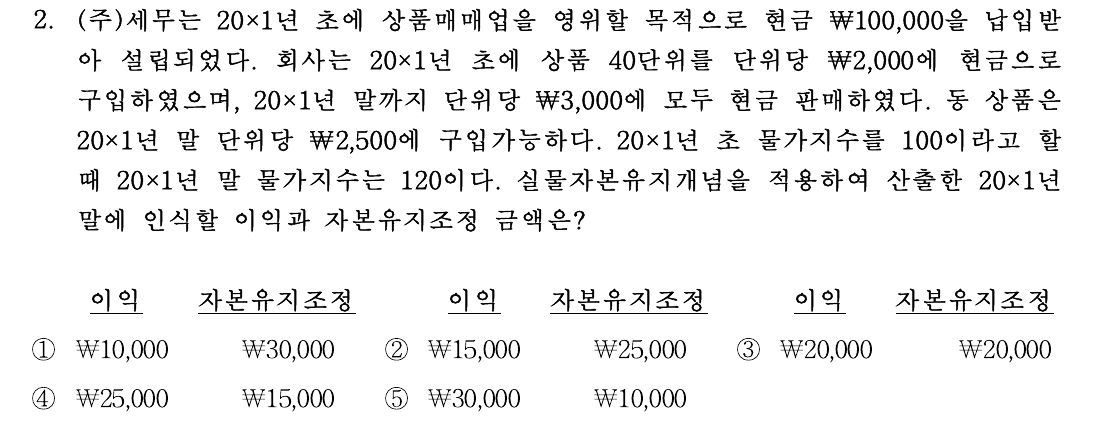 2. (주)세무는 20×1년 초에 상품매매업을 영위할 목적으로 현금 ₩100,000을 납입받
아 설립되었다. 회사는 20×1년 초에 상품 40단위를 단위당 ₩2,000에 현금으로
구입하였으며, 20×1년 말까지 단위당 ₩3,000에 모두 현금 판매하였다. 동 상품은
20×1년 말 단위당 ₩2,500에 구입가능하다. 20×1년 초 물가지수를 100이라고 할
때 20×1년 말 물가지수는 120이다. 실물자본유지개념을 적용하여 산출한 20×1년
말에 인식할 이익과 자본유지조정 금액은?
이익 자본유지조정 이익 자본유지조정 이익 자본유지조정
① ₩10,000 ₩30,000 ② ₩15,000 ₩25,000 ③ ₩20,000 ₩20,000
④ ₩25,000 ₩15,000 ⑤ ₩30,000 ₩10,000